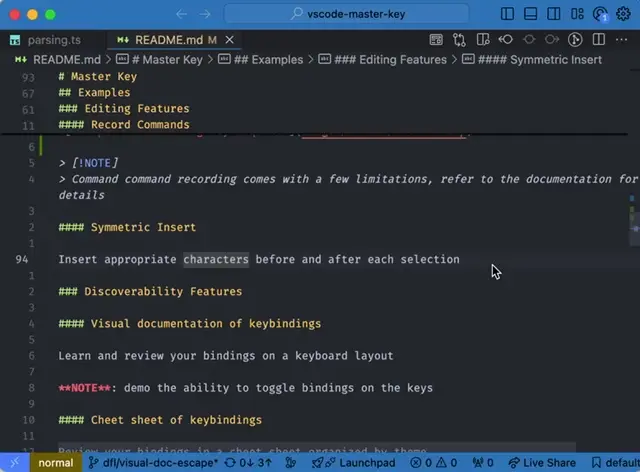 vscode-master-key
TS parsing.ts
README.md M
README.md > # Master Key > ## Examples > ### Editing Features > #### Symmetric Insert
93 # Master Key
67 ## Examples
61 ### Editing Features
11 #### Record Commands
6
5 > [!NOTE]
4 > Command command recording comes with a few limitations, refer to the documentation for
details
3
2 #### Symmetric Insert
1
94 Insert appropriate characters before and after each selection
1
2 ### Discoverability Features
3
4 #### Visual documentation of keybindings
5
6 Learn and review your bindings on a keyboard layout
7
8 **NOTE**: demo the ability to toggle bindings on the keys
9
10 #### Cheet sheet of keybindings
11
12 Review your bindings in a cheet sheet organized by theme
normal dfl/visual-doc-escape* 0↓ 3↑ Launchpad 0 0 0 Live Share defau